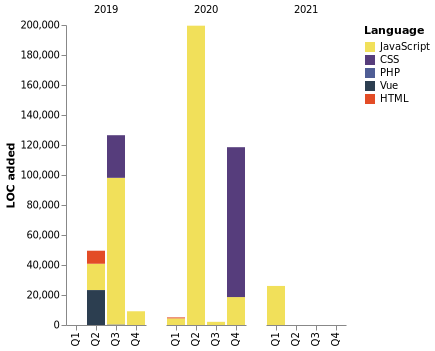 2019 2020 2021
Language
JavaScript
CSS
PHP
Vue
HTML
LOC added
200,000
180,000
160,000
140,000
120,000
100,000
80,000
60,000
40,000
20,000
0
Q1 Q2 Q3 Q4 Q1 Q2 Q3 Q4 Q1 Q2 Q3 Q4